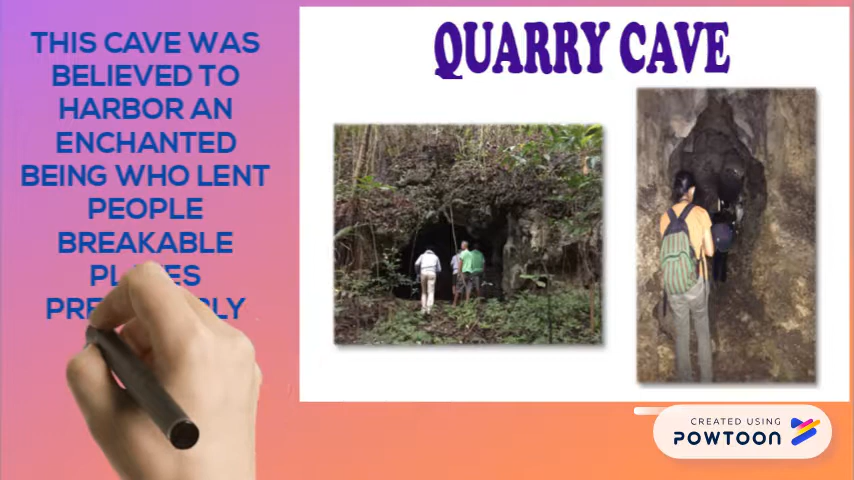 THIS CAVE WAS
BELIEVED TO
HARBOR AN
ENCHANTED
BEING WHO LENT
PEOPLE
BREAKABLE
QUARRY CAVE
CREATED USING
POWTOON